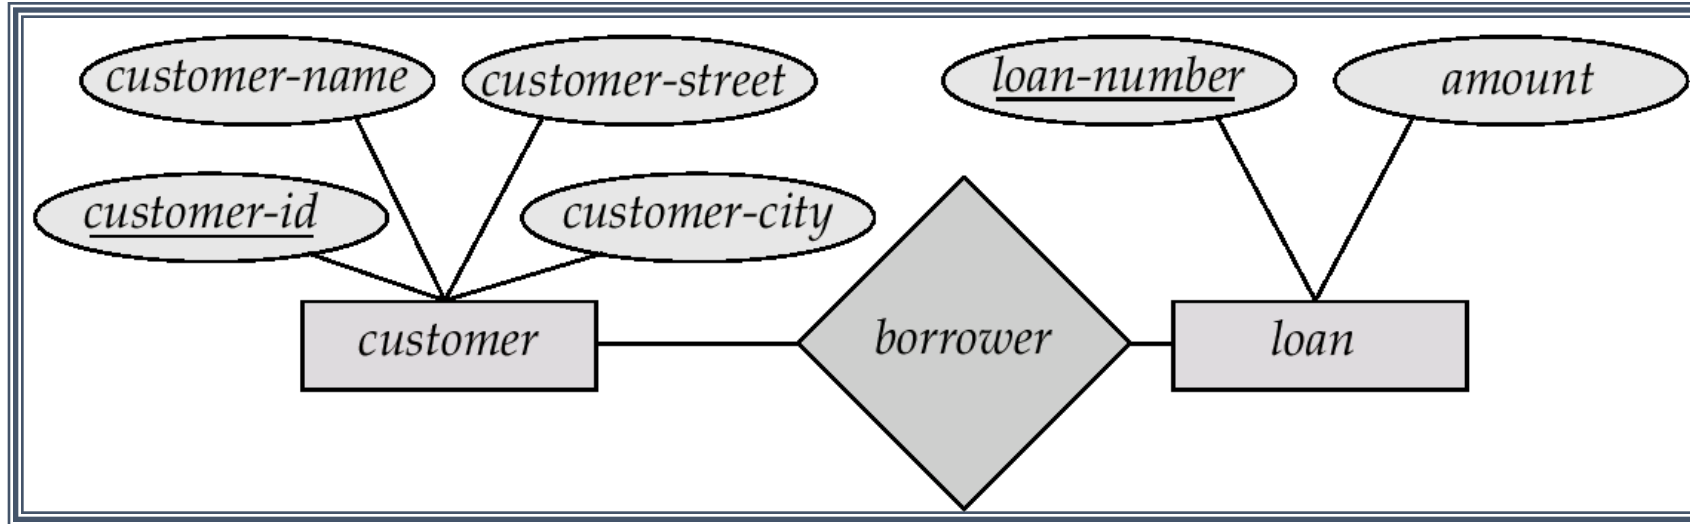 customer-name
customer-street
loan-number
amount
customer-id
customer-city
customer
borrower
loan